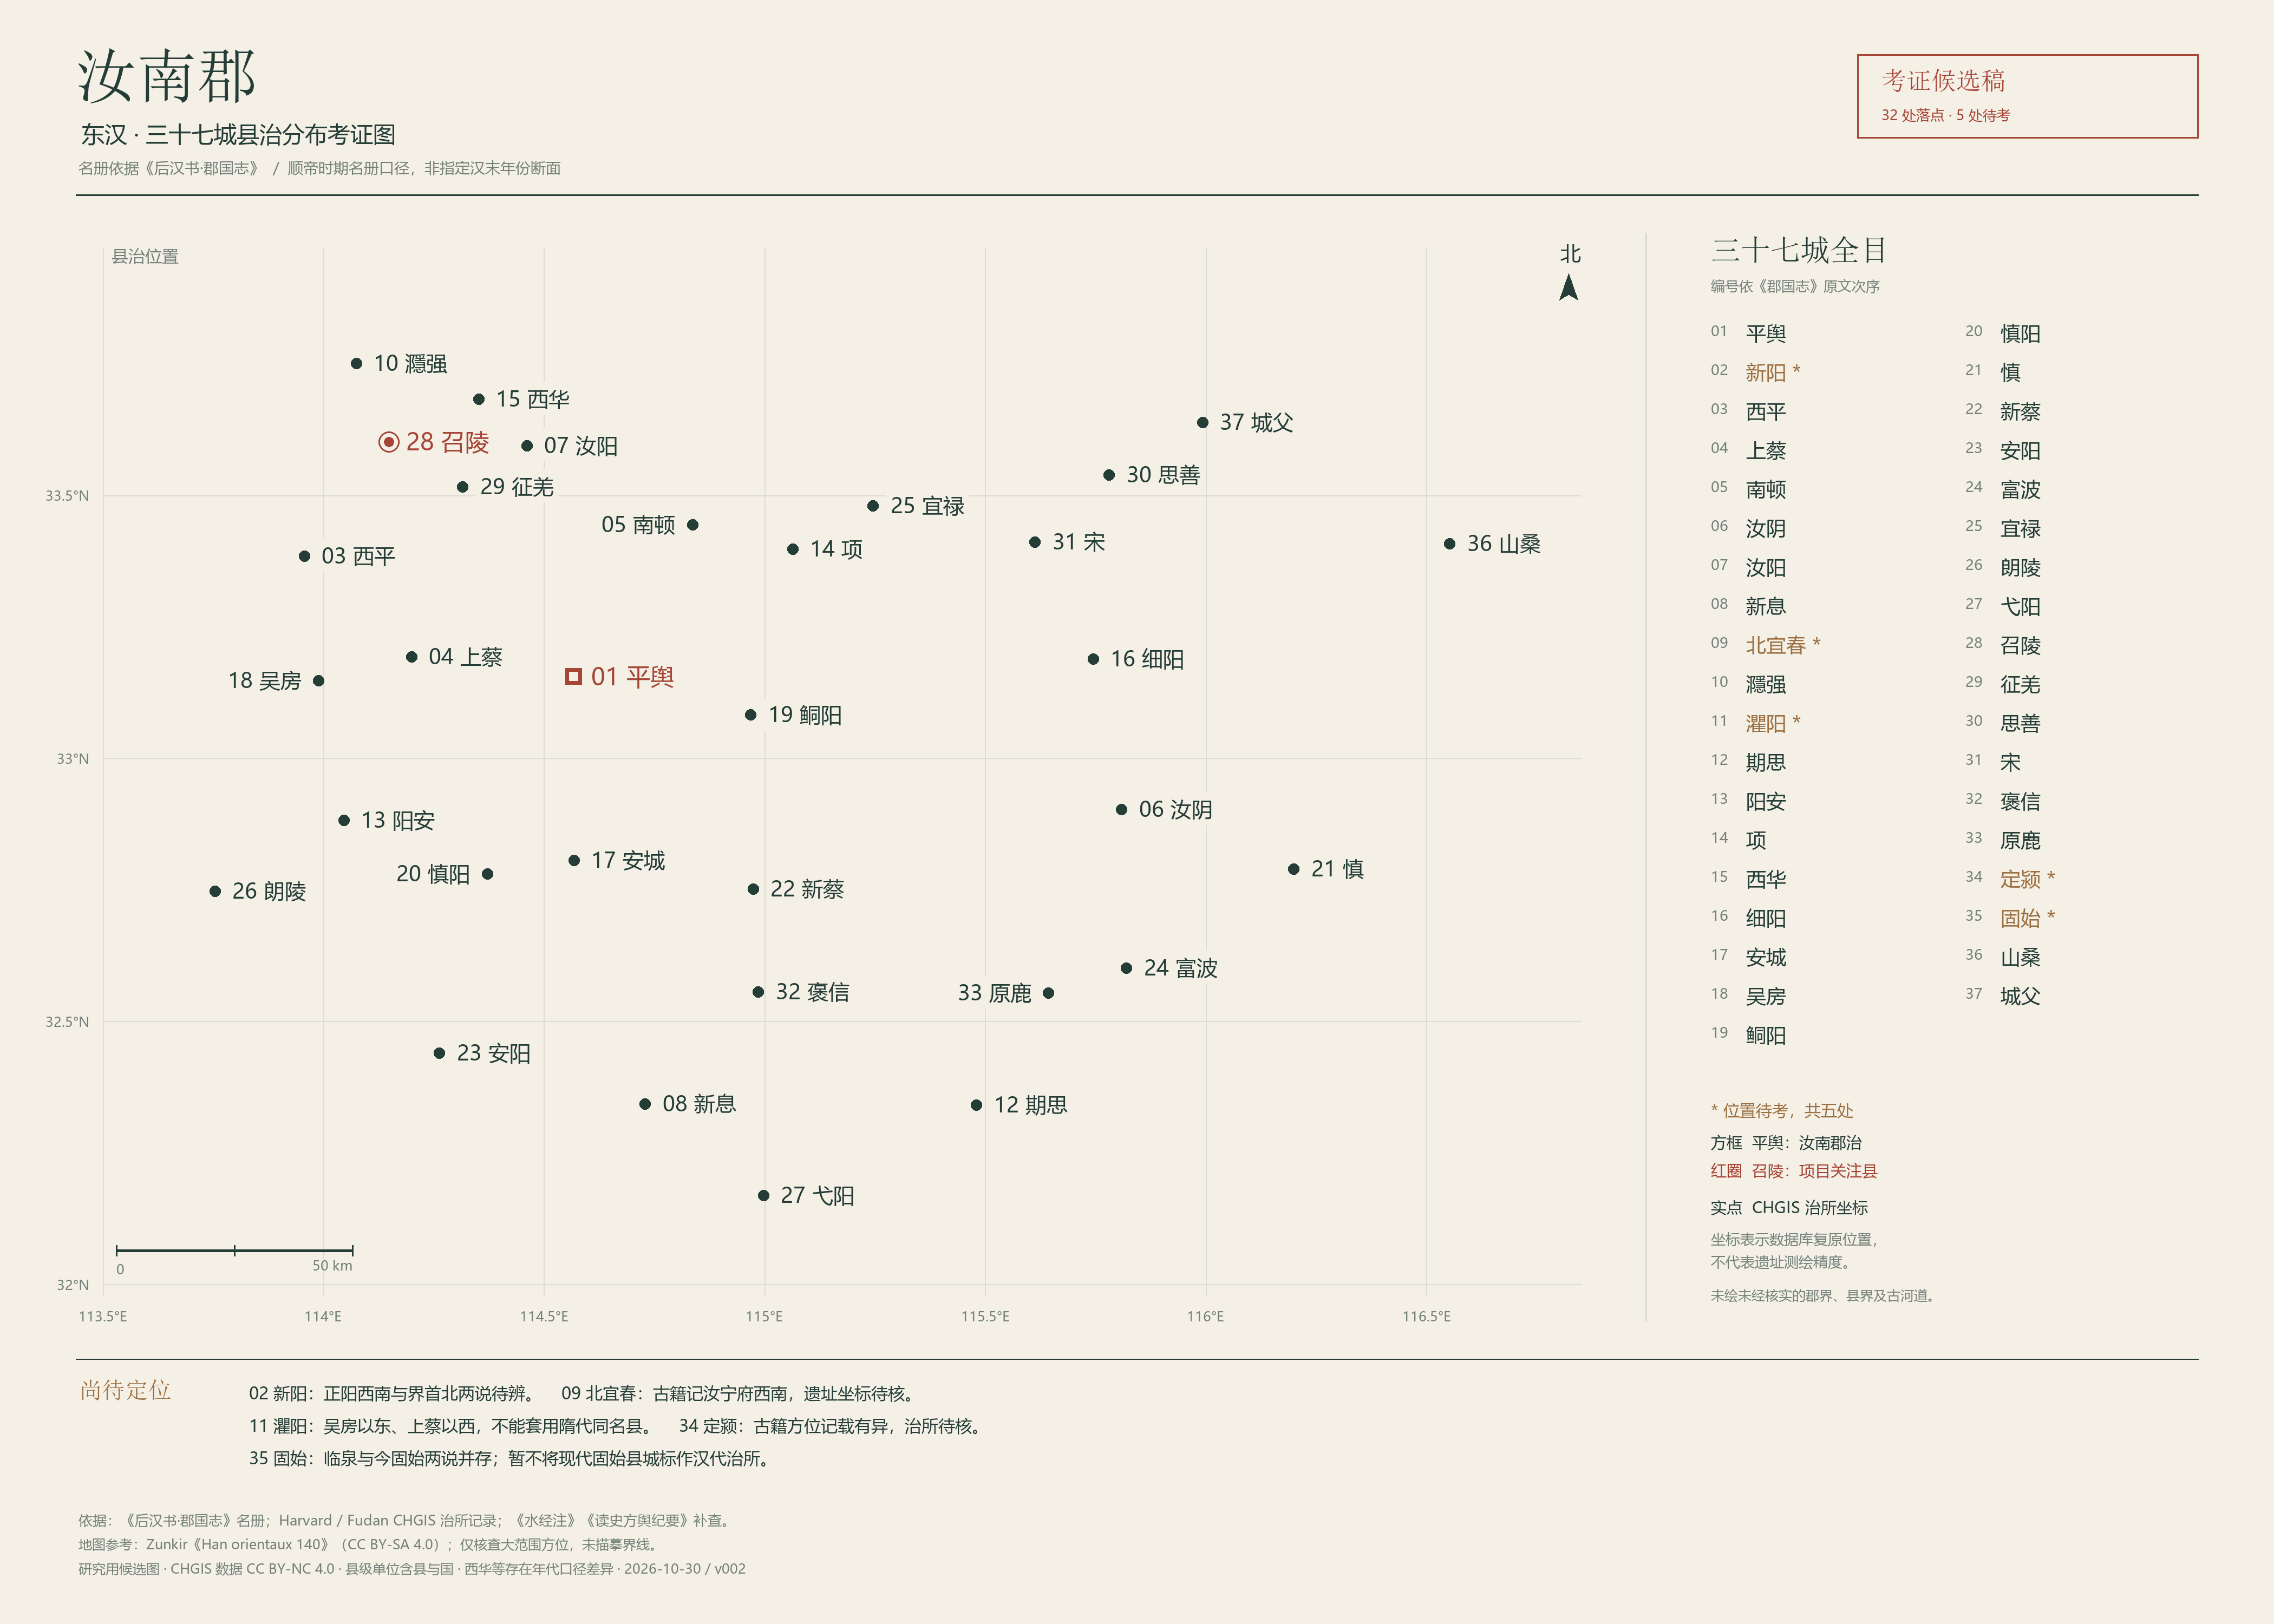 汝南郡
东汉 · 三十七城县治分布考证图
名册依据《后汉书·郡国志》 / 顺帝时期名册口径，非指定汉末年份断面
考证候选稿
32 处落点 · 5 处待考
县治位置
北
10 㶏强
15 西华
37 城父
28 召陵
07 汝阳
30 思善
29 征羌
33.5°N
25 宜禄
05 南顿
14 项
31 宋
36 山桑
03 西平
04 上蔡
16 细阳
18 吴房
01 平舆
19 鲖阳
33°N
06 汝阴
13 阳安
17 安城
21 慎
20 慎阳
22 新蔡
26 朗陵
24 富波
32 褒信
33 原鹿
32.5°N
23 安阳
08 新息
12 期思
27 弋阳
0
50 km
32°N
113.5°E
114°E
114.5°E
115°E
115.5°E
116°E
116.5°E
三十七城全目
编号依《郡国志》原文次序
01 平舆
02 新阳 *
03 西平
04 上蔡
05 南顿
06 汝阴
07 汝阳
08 新息
09 北宜春 *
10 㶏强
11 灈阳 *
12 期思
13 阳安
14 项
15 西华
16 细阳
17 安城
18 吴房
19 鲖阳
20 慎阳
21 慎
22 新蔡
23 安阳
24 富波
25 宜禄
26 朗陵
27 弋阳
28 召陵
29 征羌
30 思善
31 宋
32 褒信
33 原鹿
34 定颍 *
35 固始 *
36 山桑
37 城父
* 位置待考，共五处
方框 平舆：汝南郡治
红圈 召陵：项目关注县
实点 CHGIS 治所坐标
坐标表示数据库复原位置，
不代表遗址测绘精度。
未绘未经核实的郡界、县界及古河道。
尚待定位
02 新阳：正阳西南与界首北两说待辨。 09 北宜春：古籍记汝宁府西南，遗址坐标待核。
11 灈阳：吴房以东、上蔡以西，不能套用隋代同名县。 34 定颍：古籍方位记载有异，治所待核。
35 固始：临泉与今固始两说并存；暂不将现代固始县城标作汉代治所。
依据：《后汉书·郡国志》名册；Harvard / Fudan CHGIS 治所记录；《水经注》《读史方舆纪要》补查。
地图参考：Zunkir《Han orientaux 140》（CC BY-SA 4.0）；仅核查大范围方位，未描摹界线。
研究用候选图 · CHGIS 数据 CC BY-NC 4.0 · 县级单位含县与国 · 西华等存在年代口径差异 · 2026-10-30 / v002